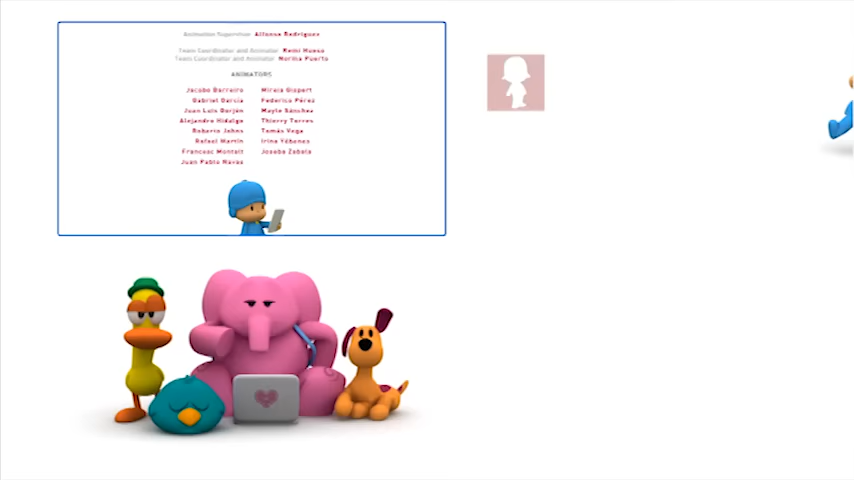 Animation Supervisor Alfonso Rodríguez
Team Coordinator and Animator Remi Hueso
Team Coordinator and Animator Norika Puerto
ANIMATORS
Jacobo Barreiro Mireia Gispert
Gabriel García Federico Pérez
Juan Luis Borján Mayte Sánchez
Alejandro Hidalgo Thierry Torres
Roberto Johns Tomás Vega
Rafael Martín Irina Yébenes
Francesc Montalt Joseba Zabala
Juan Pablo Navas